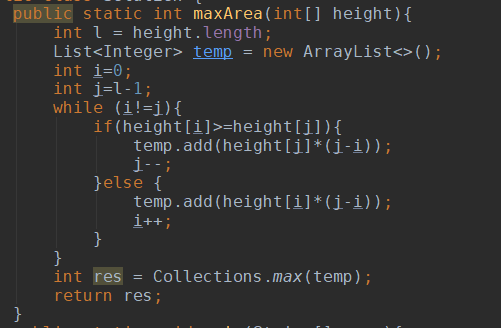 public static int maxArea(int[] height){
int l = height.length;
List<Integer> temp = new ArrayList<>();
int i=0;
int j=l-1;
while (i!=j){
if(height[i]>=height[j]){
temp.add(height[j]*(j-i));
j--;
}else {
temp.add(height[i]*(j-i));
i++;
}
}
int res = Collections.max(temp);
return res;
}